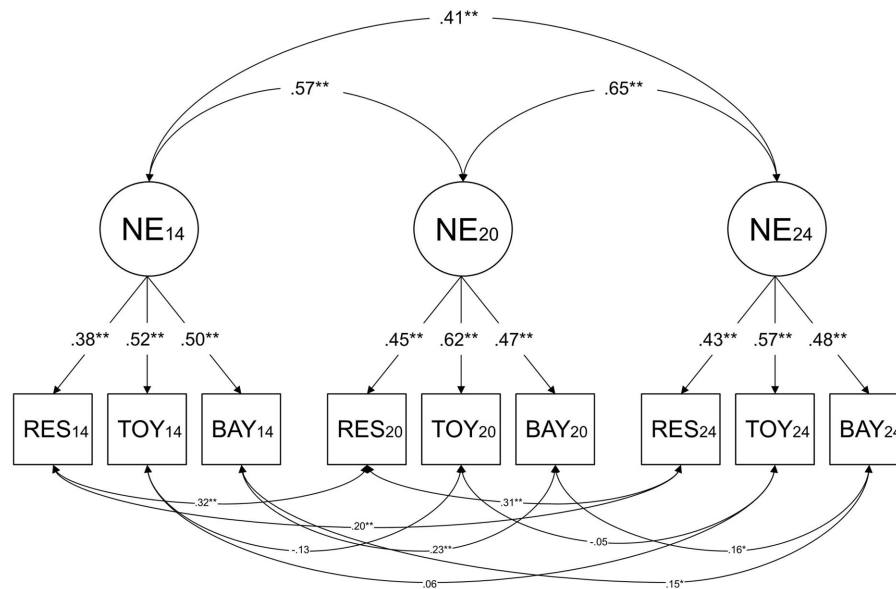 .41**
.57**
.65**
NE14
NE20
NE24
.38**
.52**
.50**
.45**
.62**
.47**
.43**
.57**
.48**
RES14
TOY14
BAY14
RES20
TOY20
BAY20
RES24
TOY24
BAY24
.32**
.31**
.20**
-.13
.23**
-.05
.16*
.06
.15*